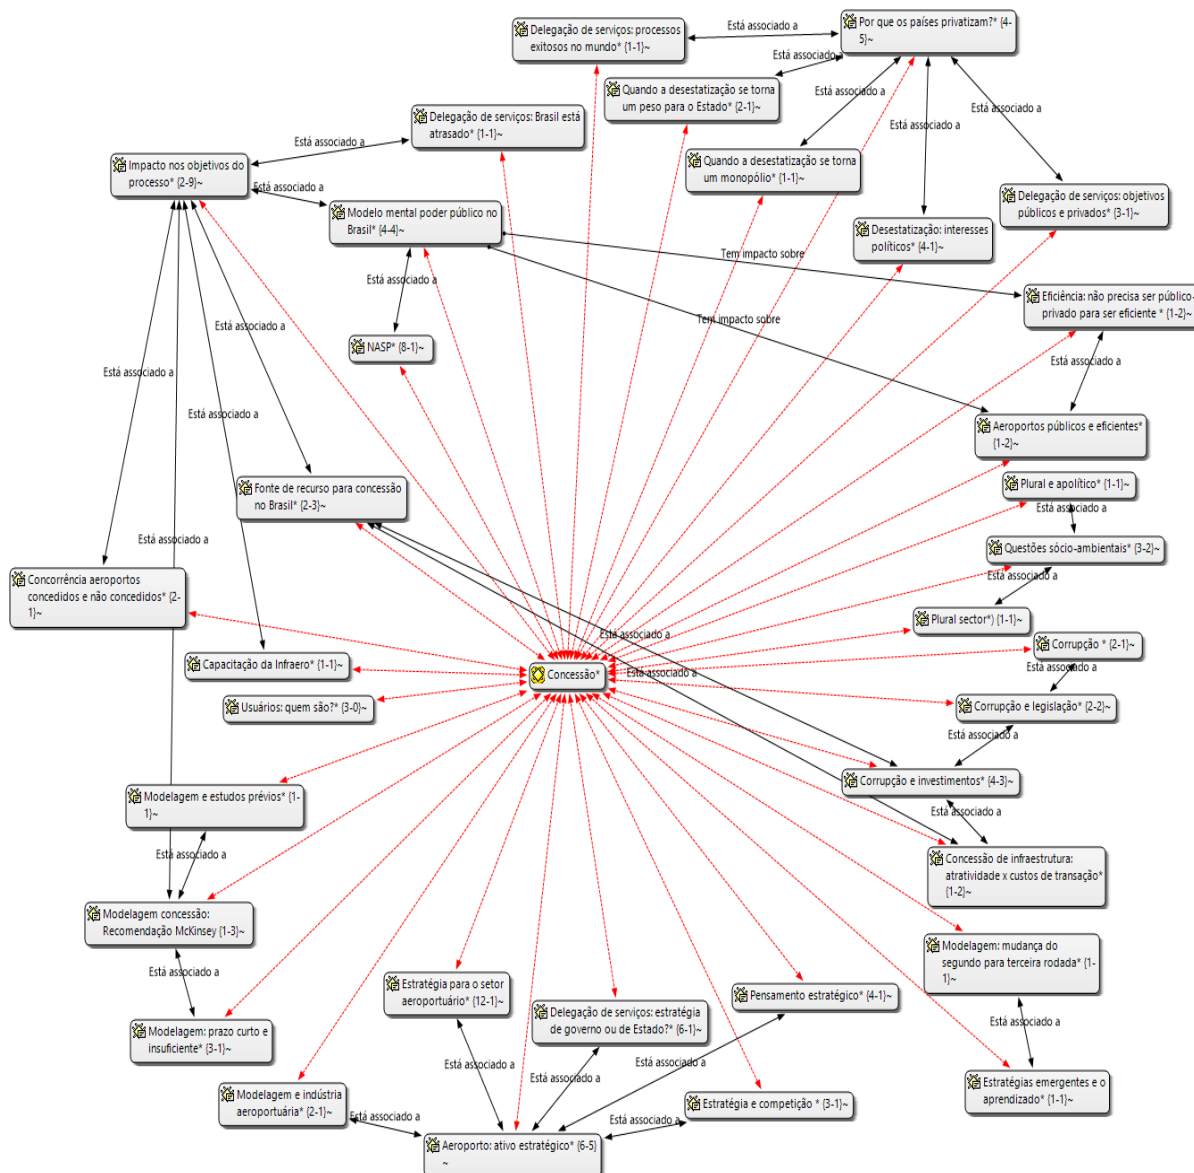 Delegação de serviços: processos
exitosos no mundo* {1-1}~
Está associado a
Por que os países privatizam?* {4-
5}~
Está associado a
Quando a desestatização se torna
um peso para o Estado* {2-1}~
Está associado a
Está associado a
Está associado a
Delegação de serviços: Brasil está
atrasado* {1-1}~
Está associado a
Impacto nos objetivos do
processo* {2-9}~
Está associado a
Quando a desestatização se torna
um monopólio* {1-1}~
Delegação de serviços: objetivos
públicos e privados* {3-1}~
Modelo mental poder público no
Brasil* {4-4}~
Desestatização: interesses
políticos* {4-1}~
Tem impacto sobre
Está associado a
Eficiência: não precisa ser público-
privado para ser eficiente * {1-2}~
Tem impacto sobre
Está associado a
NASP* {8-1}~
Está associado a
Está associado a
Está associado a
Aeroportos públicos e eficientes*
{1-2}~
Fonte de recurso para concessão
no Brasil* {2-3}~
Plural e apolítico* {1-1}~
Está associado a
Está associado a
Questões sócio-ambientais* {3-2}~
Concorrência aeroportos
concedidos e não concedidos* {2-
1}~
Está associado a
Plural sector*) {1-1}~
Está associado a
Corrupção * {2-1}~
Capacitação da Infraero* {1-1}~
Concessão*
Está associado a
Está associado a
Usuários: quem são?* {3-0}~
Corrupção e legislação* {2-2}~
Está associado a
Corrupção e investimentos* {4-3}~
Modelagem e estudos prévios* {1-
1}~
Está associado a
Está associado a
Concessão de infraestrutura:
atratividade x custos de transação*
{1-2}~
Modelagem concessão:
Recomendação McKinsey {1-3}~
Modelagem: mudança do
segundo para terceira rodada* {1-
1}~
Está associado a
Estratégia para o setor
aeroportuário* {12-1}~
Pensamento estratégico* {4-1}~
Delegação de serviços: estratégia
de governo ou de Estado?* {6-1}~
Modelagem: prazo curto e
insuficiente* {3-1}~
Está associado a
Está associado a
Está associado a
Está associado a
Modelagem e indústria
aeroportuária* {2-1}~
Estratégias emergentes e o
aprendizado* {1-1}~
Estratégia e competição * {3-1}~
Está associado a
Está associado a
Aeroporto: ativo estratégico* {6-5}
~